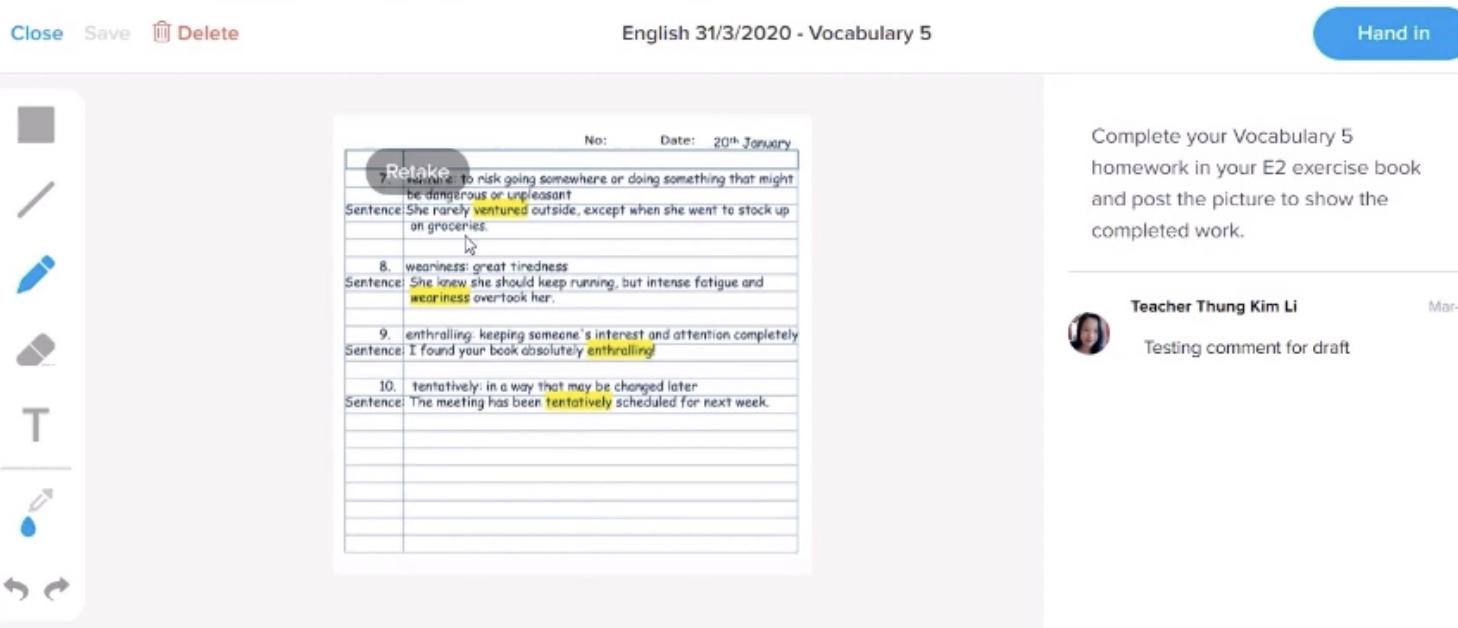 Close Save Delete English 31/3/2020 - Vocabulary 5 Hand in
No: Date: 20th January
Retake
7. venture: to risk going somewhere or doing something that might
be dangerous or unpleasant
Sentence: She rarely ventured outside, except when she went to stock up
on groceries.
8. weariness: great tiredness
Sentence: She knew she should keep running, but intense fatigue and
weariness overtook her.
9. enthralling: keeping someone's interest and attention completely
Sentence: I found your book absolutely enthralling!
10. tentatively: in a way that may be changed later
Sentence: The meeting has been tentatively scheduled for next week.
T
Complete your Vocabulary 5
homework in your E2 exercise book
and post the picture to show the
completed work.
Teacher Thung Kim Li Mar-
Testing comment for draft